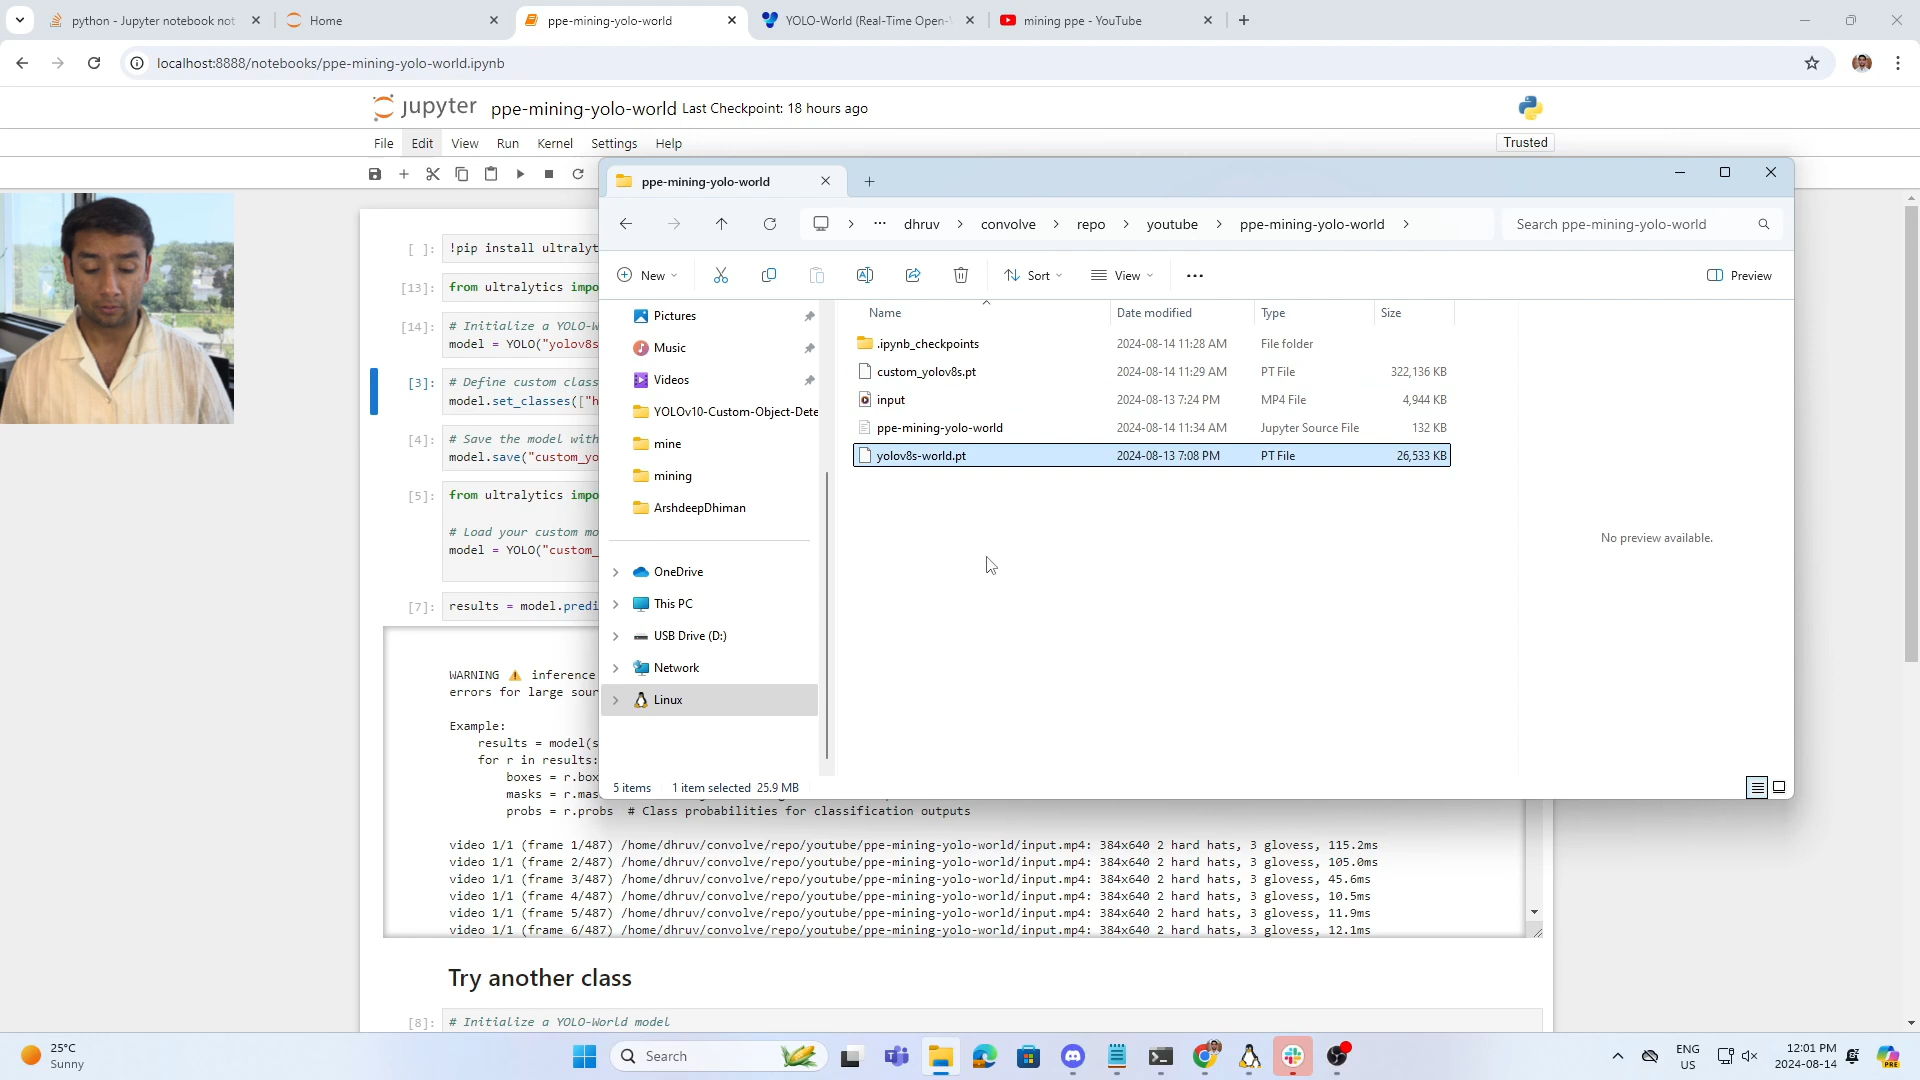 python - Jupyter notebook not
Home
ppe-mining-yolo-world
YOLO-World (Real-Time Open-
mining ppe - YouTube
localhost:8888/notebooks/ppe-mining-yolo-world.ipynb
jupyter ppe-mining-yolo-world Last Checkpoint: 18 hours ago
File Edit View Run Kernel Settings Help
Trusted
ppe-mining-yolo-world
dhruv > convolve > repo > youtube > ppe-mining-yolo-world >
Search ppe-mining-yolo-world
New
Sort
View
Preview
Name Date modified Type Size
.ipynb_checkpoints 2024-08-14 11:28 AM File folder
custom_yolov8s.pt 2024-08-14 11:29 AM PT File 322,136 KB
input 2024-08-13 7:24 PM MP4 File 4,944 KB
ppe-mining-yolo-world 2024-08-14 11:34 AM Jupyter Source File 132 KB
yolov8s-world.pt 2024-08-13 7:08 PM PT File 26,533 KB
No preview available.
Pictures
Music
Videos
YOLOv10-Custom-Object-Dete
mine
mining
ArshdeepDhiman
OneDrive
This PC
USB Drive (D:)
Network
Linux
5 items 1 item selected 25.9 MB
[ ]: !pip install ultralyt
[13]: from ultralytics impo
[14]: # Initialize a YOLO-W
model = YOLO("yolov8s
[3]: # Define custom class
model.set_classes(["h
[4]: # Save the model with
model.save("custom_yo
[5]: from ultralytics impo
# Load your custom mo
model = YOLO("custom_
[7]: results = model.predi
WARNING ⚠ inference
errors for large sour
Example:
results = model(s
for r in results:
boxes = r.box
masks = r.mas
probs = r.probs # Class probabilities for classification outputs
video 1/1 (frame 1/487) /home/dhruv/convolve/repo/youtube/ppe-mining-yolo-world/input.mp4: 384x640 2 hard hats, 3 glovess, 115.2ms
video 1/1 (frame 2/487) /home/dhruv/convolve/repo/youtube/ppe-mining-yolo-world/input.mp4: 384x640 2 hard hats, 3 glovess, 105.0ms
video 1/1 (frame 3/487) /home/dhruv/convolve/repo/youtube/ppe-mining-yolo-world/input.mp4: 384x640 2 hard hats, 3 glovess, 45.6ms
video 1/1 (frame 4/487) /home/dhruv/convolve/repo/youtube/ppe-mining-yolo-world/input.mp4: 384x640 2 hard hats, 3 glovess, 10.5ms
video 1/1 (frame 5/487) /home/dhruv/convolve/repo/youtube/ppe-mining-yolo-world/input.mp4: 384x640 2 hard hats, 3 glovess, 11.9ms
video 1/1 (frame 6/487) /home/dhruv/convolve/repo/youtube/ppe-mining-yolo-world/input.mp4: 384x640 2 hard hats, 3 glovess, 12.1ms
Try another class
[8]: # Initialize a YOLO-World model
25°C
Sunny
Search
ENG
US
12:01 PM
2024-08-14
PRE